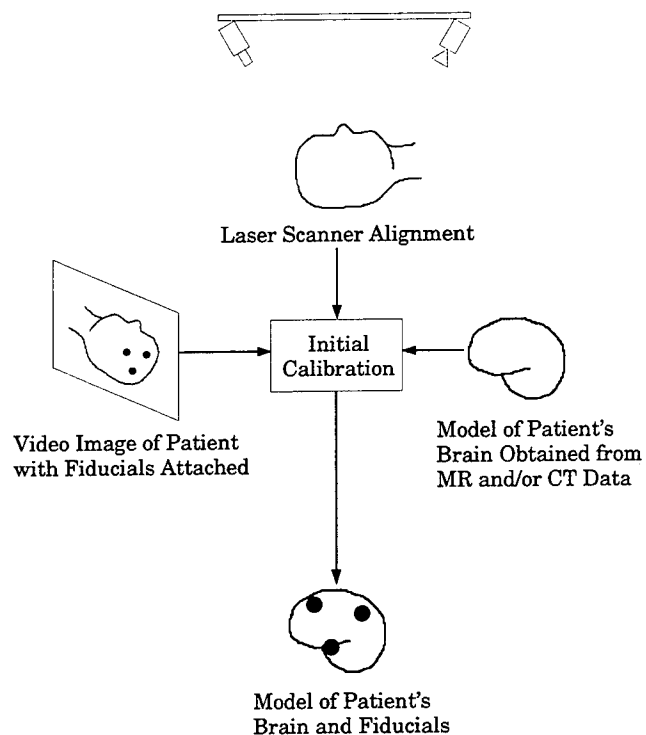 Laser Scanner Alignment
Initial
Calibration
Video Image of Patient
with Fiducials Attached
Model of Patient's
Brain Obtained from
MR and/or CT Data
Model of Patient's
Brain and Fiducials